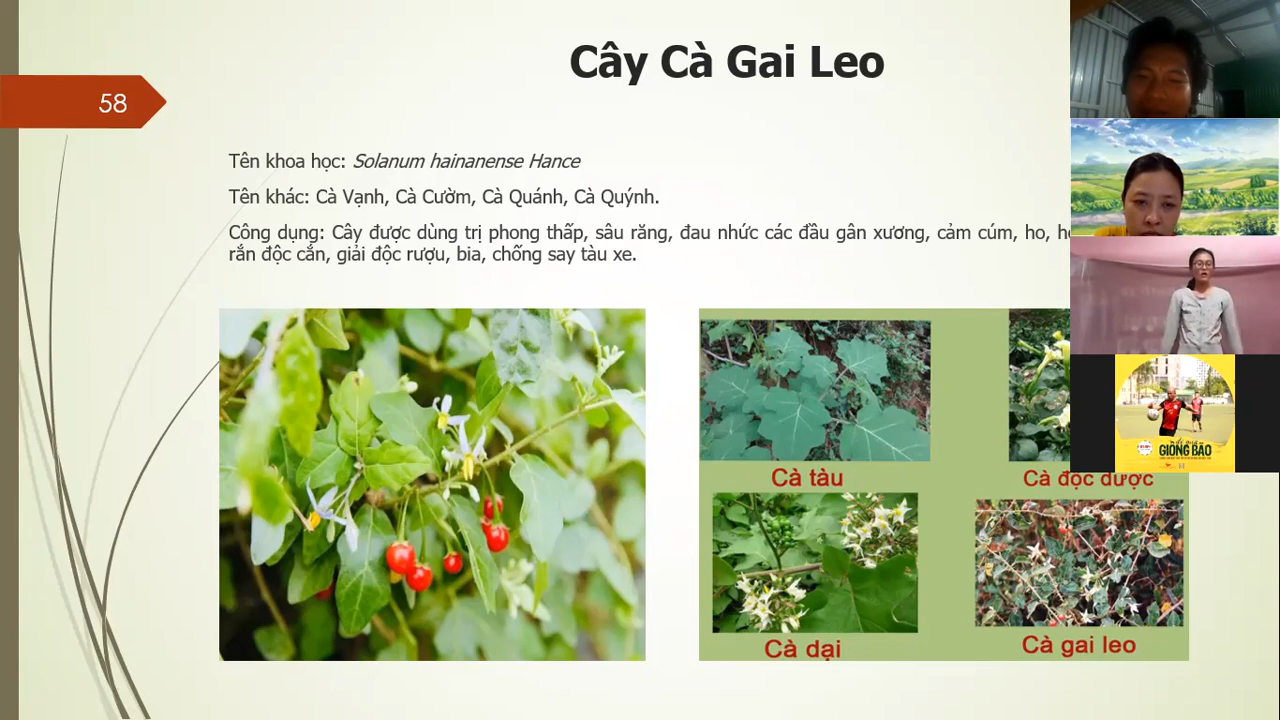 Cây Cà Gai Leo
58
Tên khoa học: Solanum hainanense Hance
Tên khác: Cà Vạnh, Cà Cườm, Cà Quánh, Cà Quýnh.
Công dụng: Cây được dùng trị phong thấp, sâu răng, đau nhức các đầu gân xương, cảm cúm, ho,
rắn độc cắn, giải độc rượu, bia, chống say tàu xe.
GIÔNG BÃO
Cà tàu
Cà độc dược
Cà dại
Cà gai leo